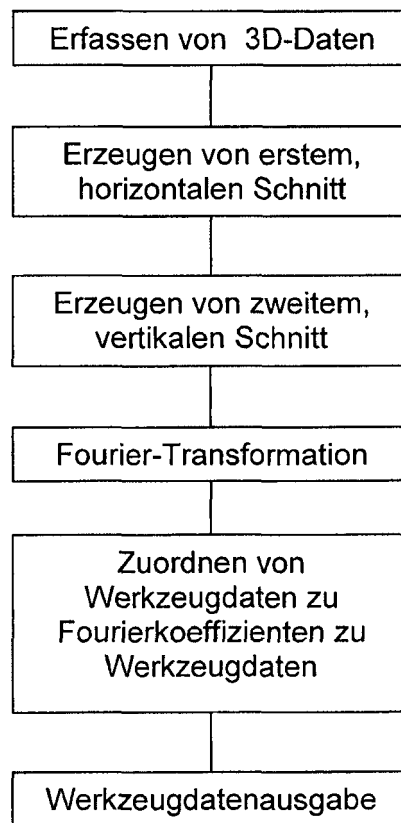 Erfassen von 3D-Daten
Erzeugen von erstem,
horizontalen Schnitt
Erzeugen von zweitem,
vertikalen Schnitt
Fourier-Transformation
Zuordnen von
Werkzeugdaten zu
Fourierkoeffizienten zu
Werkzeugdaten
Werkzeugdatenausgabe